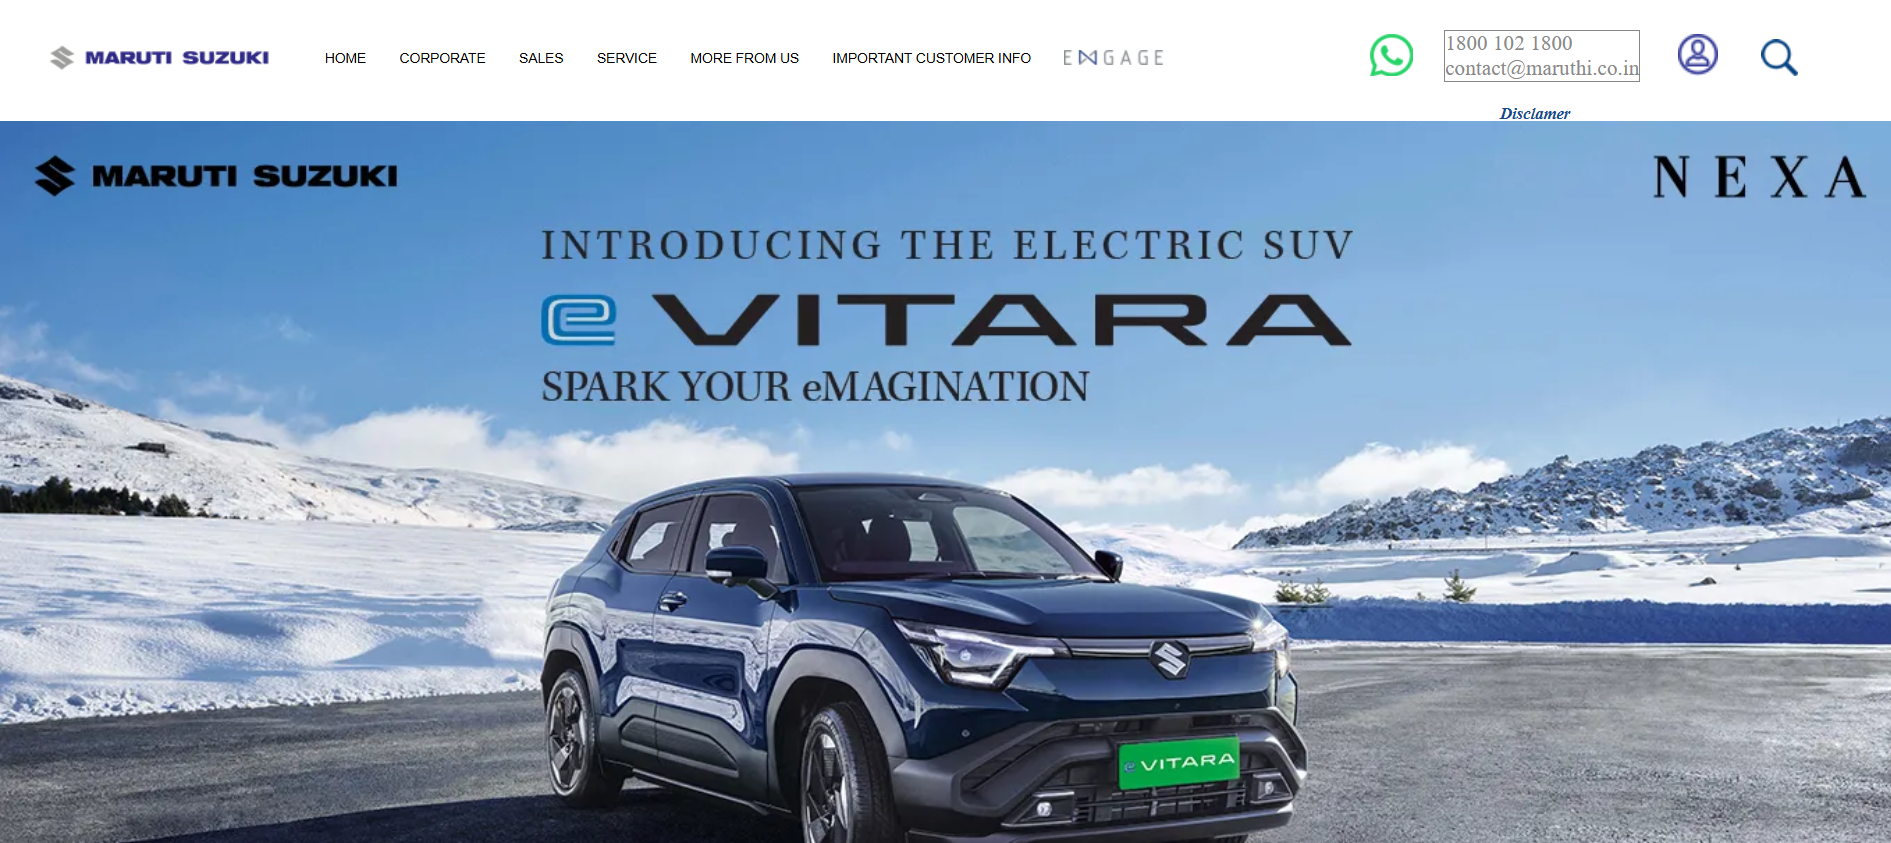 MARUTI SUZUKI
HOME CORPORATE SALES SERVICE MORE FROM US IMPORTANT CUSTOMER INFO EMGAGE
1800 102 1800
contact@maruthi.co.in
Disclamer
MARUTI SUZUKI
NEXA
INTRODUCING THE ELECTRIC SUV
e VITARA
SPARK YOUR eMAGINATION
e VITARA